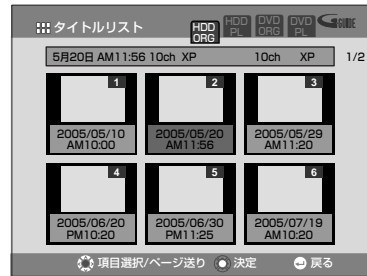 タイトルリスト HDD ORG HDD PL DVD ORG DVD PL G GUIDE
5月20日 AM11:56 10ch XP 10ch XP 1/2
1 2 3
2005/05/10 2005/05/20 2005/05/29
AM10:00 AM11:56 AM11:20
4 5 6
2005/06/20 2005/06/30 2005/07/19
PM10:20 PM11:25 AM10:20
項目選択/ページ送り 決定 戻る